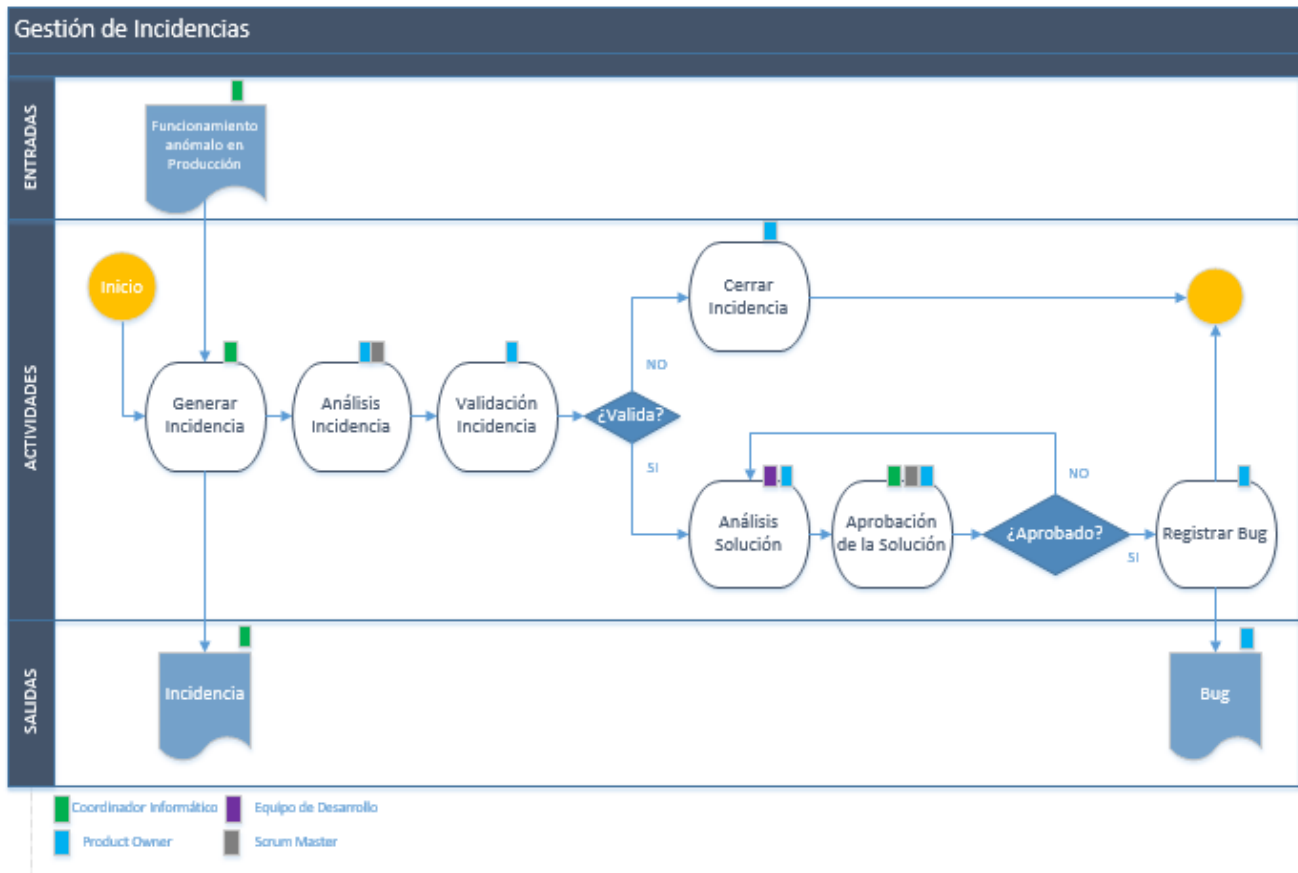 Gestión de Incidencias
ENTRADAS
Funcionamiento
anómalo en
Producción
ACTIVIDADES
Inicio
Cerrar
Incidencia
NO
Generar
Incidencia
Análisis
Incidencia
Validación
Incidencia
¿Valida?
SI
NO
Análisis
Solución
Aprobación
de la Solución
¿Aprobado?
SI
Registrar Bug
SALIDAS
Incidencia
Bug
Coordinador Informático
Equipo de Desarrollo
Product Owner
Scrum Master